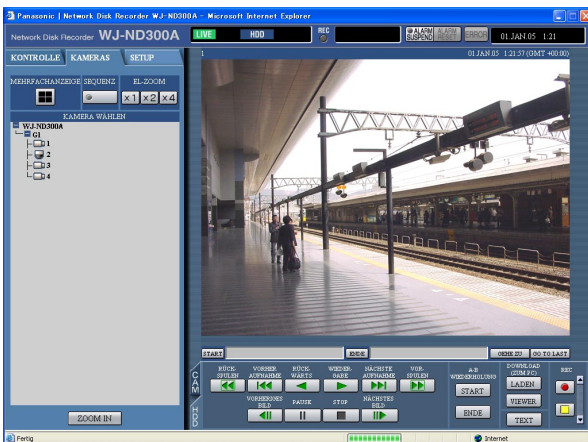 Panasonic | Network Disk Recorder WJ-ND300A - Microsoft Internet Explorer
Network Disk Recorder WJ-ND300A
LIVE HDD REC ALARM SUSPEND ALARM RESET ERROR 01.JAN.05 1:21
KONTROLLE KAMERAS SETUP
1 01.JAN.05 1:21:57 (GMT +00:00)
MEHRFACHANZEIGE SEQUENZ EL-ZOOM
x1 x2 x4
KAMERA WÄHLEN
WJ-ND300A
G1
1
2
3
4
START ENDE GEHE ZU GO TO LAST
CAM
HDD
RÜCK-SPULEN VORHER AUFNAHME RÜCK-WÄRTS WIEDER-GABE NÄCHSTE AUFNAHME VOR-SPULEN
VORHERIGES BILD PAUSE STOP NÄCHSTES BILD
A-B WIEDERHOLUNG
START
ENDE
DOWNLOAD (ZUM PC)
LADEN
VIEWER
TEXT
REC
ZOOM IN
Fertig Internet